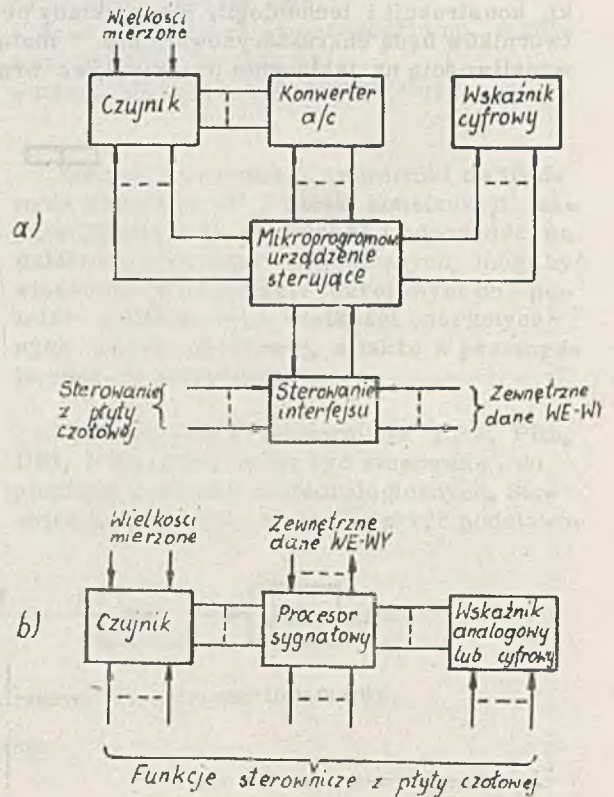 Wielkości
mierzone
Czujnik
Konwerter
a/c
Wskaźnik
cyfrowy
a)
Mikroprogramowe
urządzenie
sterujące
Sterowanie
z płyty
czołowej
Sterowanie
interfejsu
Zewnętrzne
dane WE-WY
Wielkości
mierzone
Zewnętrzne
dane WE-WY
b)
Czujnik
Procesor
sygnałowy
Wskaźnik
analogowy
lub cyfrowy
Funkcje sterownicze z płyty czołowej